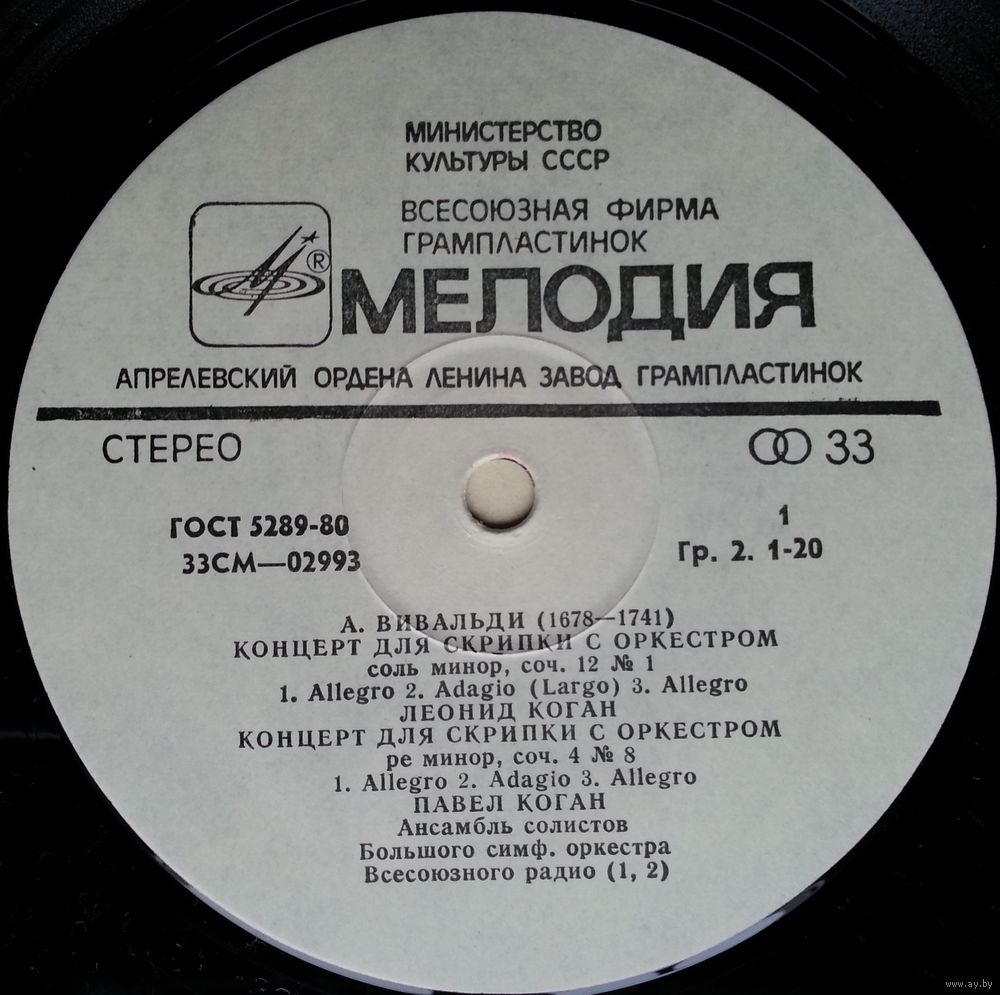 МИНИСТЕРСТВО
КУЛЬТУРЫ СССР
ВСЕСОЮЗНАЯ ФИРМА
ГРАМПЛАСТИНОК
®
МЕЛОДИЯ
АПРЕЛЕВСКИЙ ОРДЕНА ЛЕНИНА ЗАВОД ГРАМПЛАСТИНОК
СТЕРЕО
33
ГОСТ 5289-80
33СМ—02993
1
Гр. 2. 1-20
А. ВИВАЛЬДИ (1678—1741)
КОНЦЕРТ ДЛЯ СКРИПКИ С ОРКЕСТРОМ
соль минор, соч. 12 № 1
1. Allegro 2. Adagio (Largo) 3. Allegro
ЛЕОНИД КОГАН
КОНЦЕРТ ДЛЯ СКРИПКИ С ОРКЕСТРОМ
ре минор, соч. 4 № 8
1. Allegro 2. Adagio 3. Allegro
ПАВЕЛ КОГАН
Ансамбль солистов
Большого симф. оркестра
Всесоюзного радио (1, 2)
www.ay.by